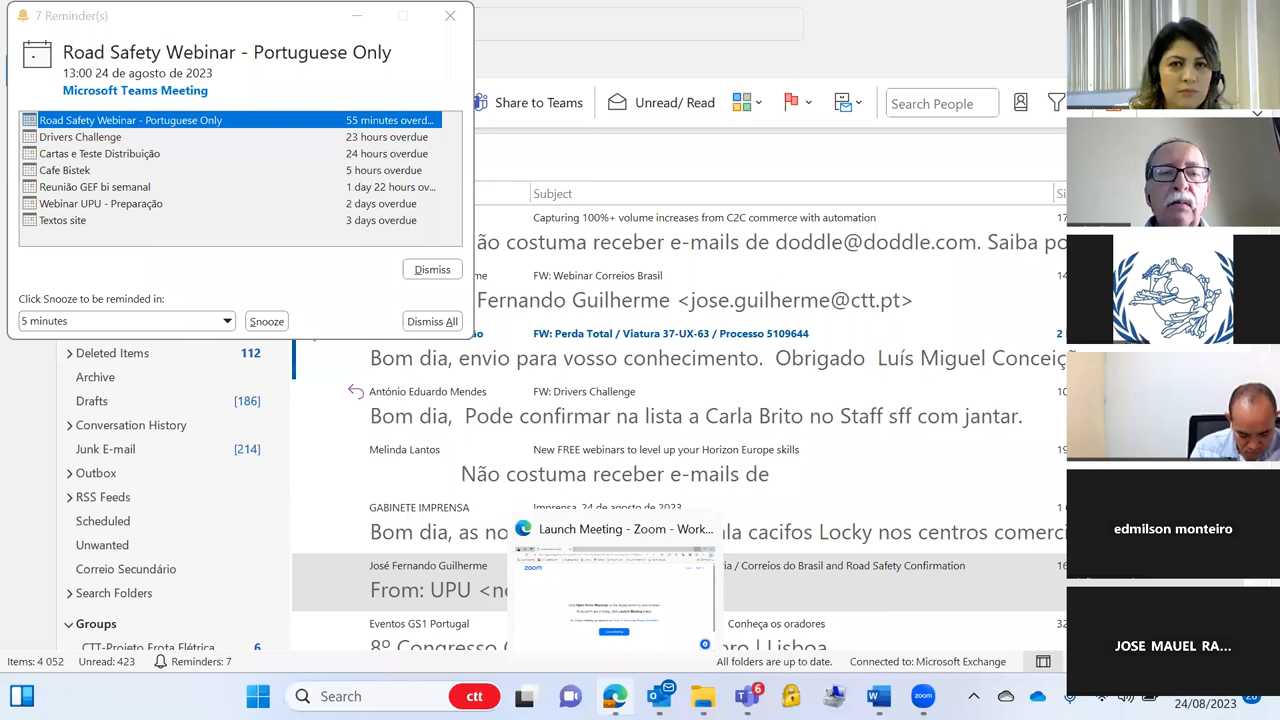 7 Reminder(s)
Road Safety Webinar - Portuguese Only
13:00 24 de agosto de 2023
Microsoft Teams Meeting
Road Safety Webinar - Portuguese Only 55 minutes overd...
Drivers Challenge 23 hours overdue
Cartas e Teste Distribuição 24 hours overdue
Cafe Bistek 5 hours overdue
Reunião GEF bi semanal 1 day 22 hours ov...
Webinar UPU - Preparação 2 days overdue
Textos site 3 days overdue
Dismiss
Click Snooze to be reminded in:
5 minutes
Snooze
Dismiss All
Share to Teams
Unread/ Read
Search People
Subject
Capturing 100%+ volume increases from C2C commerce with automation
ão costuma receber e-mails de doddle@doddle.com. Saiba po
FW: Webinar Correios Brasil
Fernando Guilherme <jose.guilherme@ctt.pt>
FW: Perda Total / Viatura 37-UX-63 / Processo 5109644
Bom dia, envio para vosso conhecimento. Obrigado Luís Miguel Conceiç
António Eduardo Mendes FW: Drivers Challenge
Bom dia, Pode confirmar na lista a Carla Brito no Staff sff com jantar.
Melinda Lantos New FREE webinars to level up your Horizon Europe skills
Não costuma receber e-mails de
GABINETE IMPRENSA Imprensa, 24 de agosto de 2023
Bom dia, as no
la cacifos Locky nos centros comerci
José Fernando Guilherme
ia / Correios do Brasil and Road Safety Confirmation
From: UPU <no
Eventos GS1 Portugal
Conheça os oradores
8º Congresso
Lisboa
Deleted Items 112
Archive
Drafts [186]
Conversation History
Junk E-mail [214]
Outbox
RSS Feeds
Scheduled
Unwanted
Correio Secundário
Search Folders
Groups
CTT-Projeto Frota Elétrica 6
Launch Meeting - Zoom - Work...
zoom
Items: 4 052 Unread: 423 Reminders: 7
All folders are up to date. Connected to: Microsoft Exchange
Search
ctt
6
zoom
24/08/2023
20
edmilson monteiro
JOSE MAUEL RA...